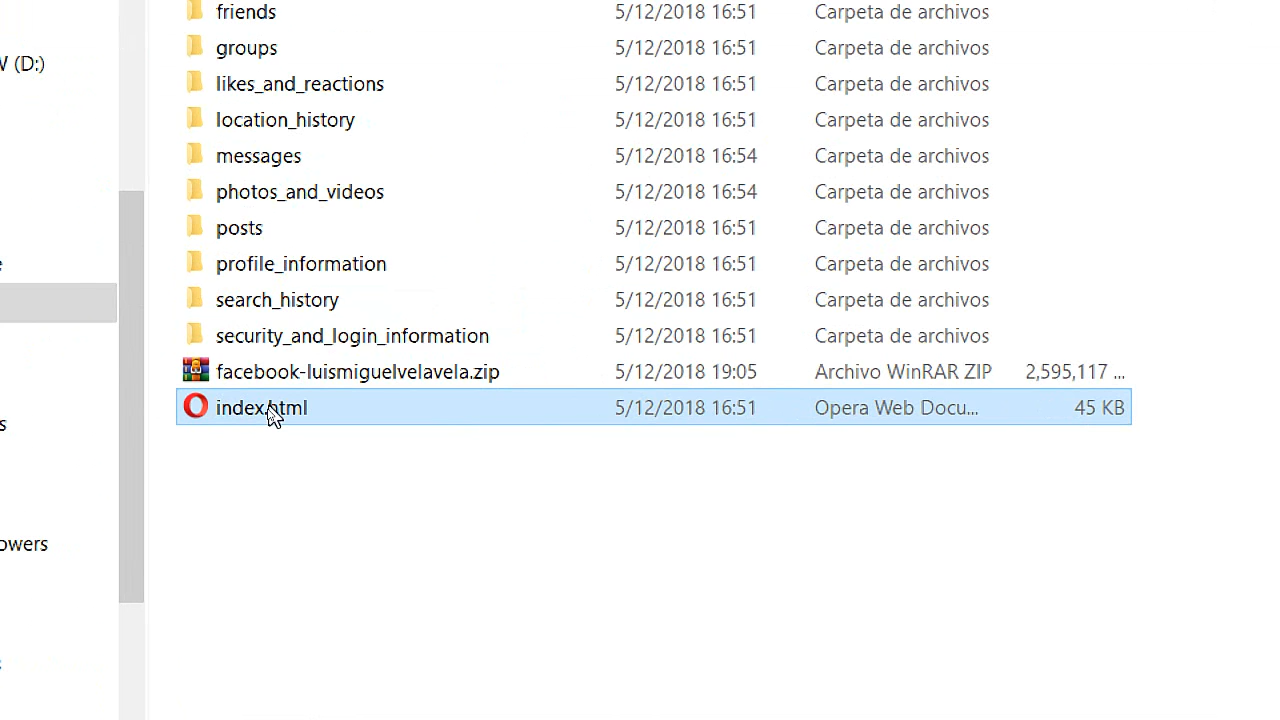 friends 5/12/2018 16:51 Carpeta de archivos
W (D:)
groups 5/12/2018 16:51 Carpeta de archivos
likes_and_reactions 5/12/2018 16:51 Carpeta de archivos
location_history 5/12/2018 16:51 Carpeta de archivos
messages 5/12/2018 16:54 Carpeta de archivos
photos_and_videos 5/12/2018 16:54 Carpeta de archivos
posts 5/12/2018 16:51 Carpeta de archivos
e
profile_information 5/12/2018 16:51 Carpeta de archivos
search_history 5/12/2018 16:51 Carpeta de archivos
security_and_login_information 5/12/2018 16:51 Carpeta de archivos
facebook-luismiguelvelavela.zip 5/12/2018 19:05 Archivo WinRAR ZIP 2,595,117 ...
index.html 5/12/2018 16:51 Opera Web Docu... 45 KB
s
owers